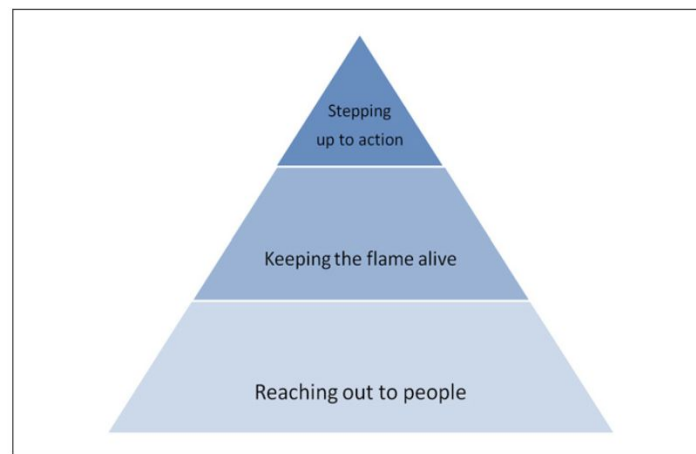 Stepping
up to action
Keeping the flame alive
Reaching out to people